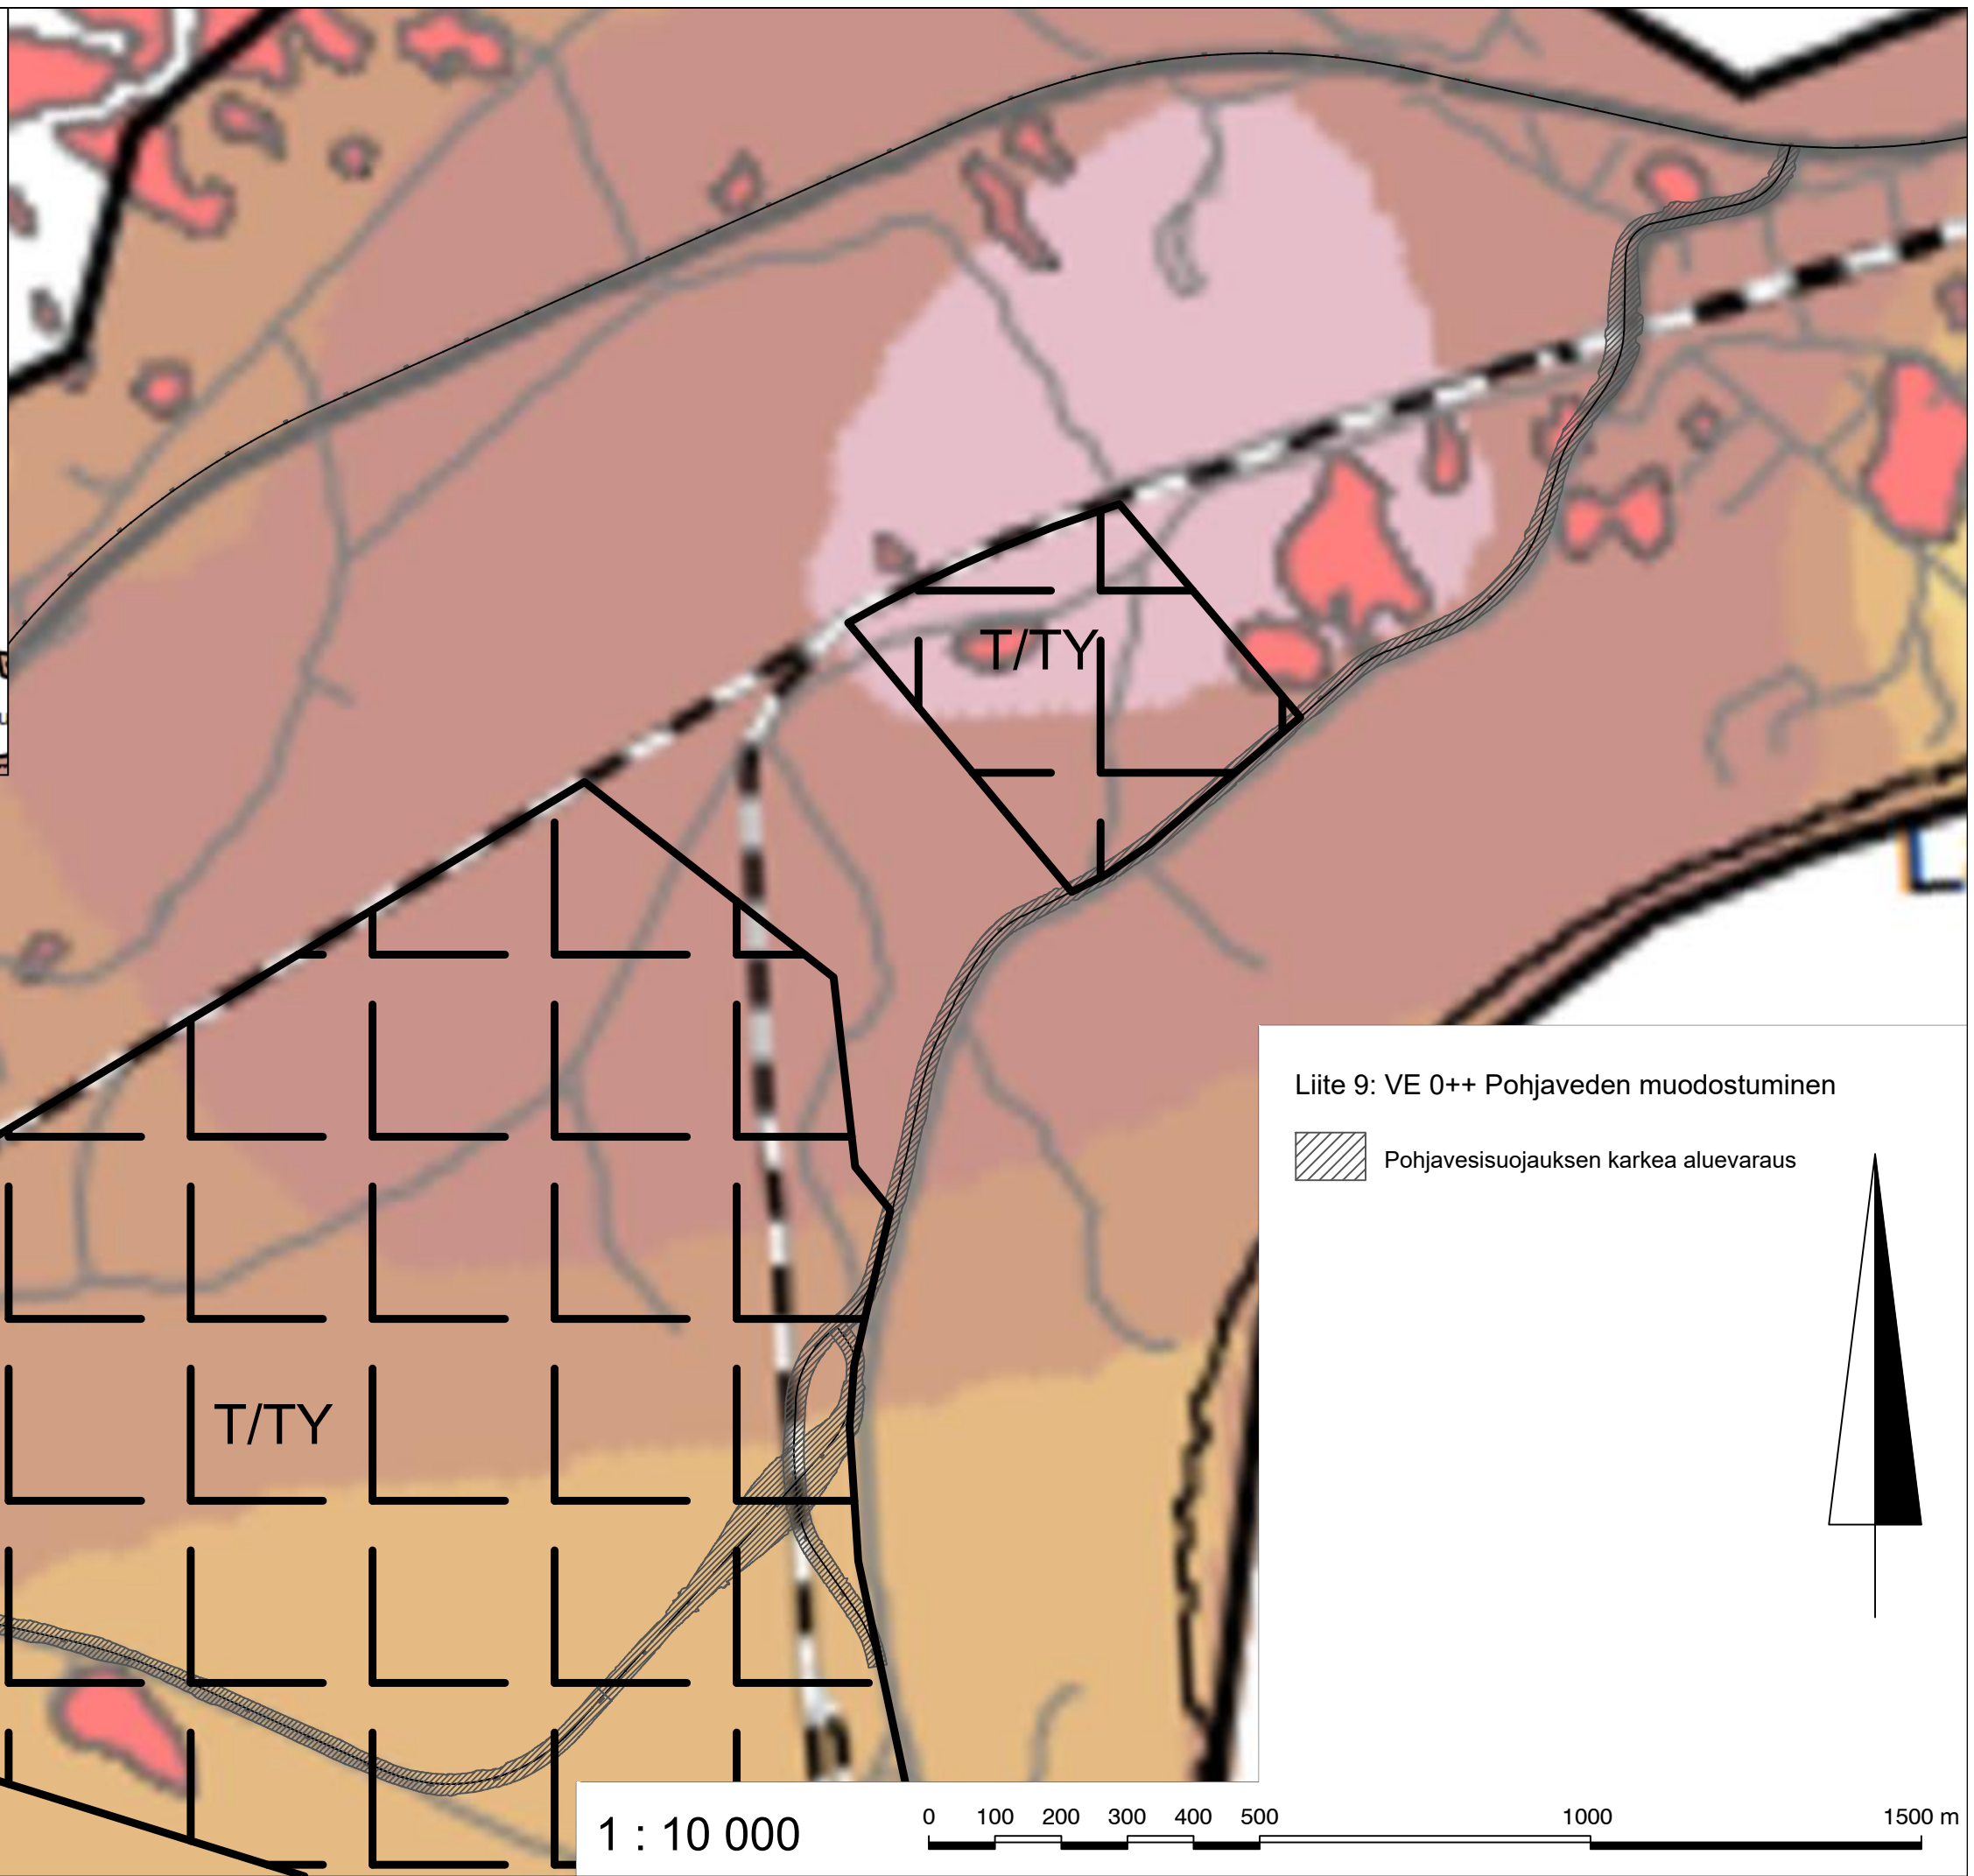 T/TY
T/TY
Liite 9: VE 0++ Pohjaveden muodostuminen
Pohjavesisuojauksen karkea aluevaraus
1 : 10 000
0 100 200 300 400 500 1000 1500 m